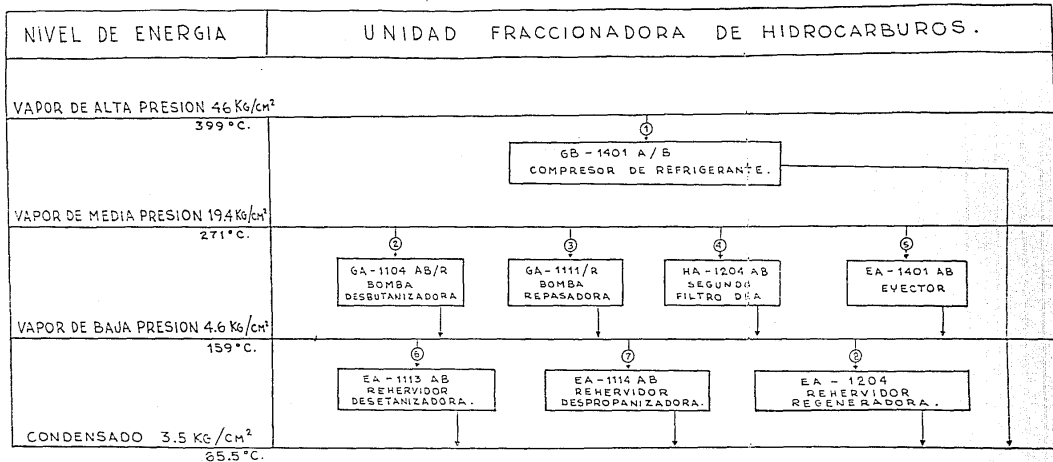 NIVEL DE ENERGIA
UNIDAD FRACCIONADORA DE HIDROCARBUROS.
VAPOR DE ALTA PRESION 46 KG/CM²
399°C.
1
GB-1401 A/B
COMPRESOR DE REFRIGERANTE.
VAPOR DE MEDIA PRESION 19.4 KG/CM²
271°C.
2
3
4
5
GA-1104 AB/R
BOMBA
DESBUTANIZADORA
GA-1111/R
BOMBA
REPASADORA
HA-1204 AB
SEGUNDO
FILTRO DEA
EA-1401 AB
EYECTOR
VAPOR DE BAJA PRESION 4.6 KG/CM²
159°C.
6
7
2
EA-1113 AB
REHERVIDOR
DESETANIZADORA.
EA-1114 AB
REHERVIDOR
DESPROPANIZADORA.
EA-1204
REHERVIDOR
REGENERADORA.
CONDENSADO 3.5 KG/CM²
65.5°C.